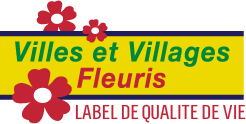 Villes et Villages
Fleuris
LABEL DE QUALITE DE VIE